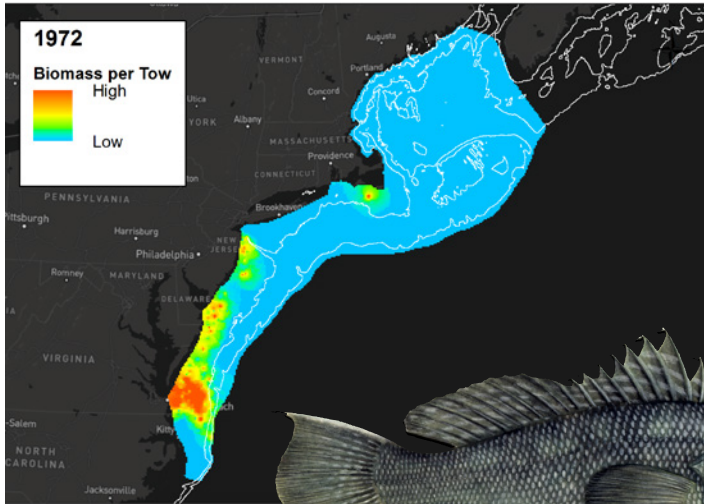 1972
Biomass per Tow
High
Low
Augusta
VERMONT
Portland
Concord
Utica
YORK
Albany
MASSACHUSETTS
Providence
CONNECTICUT
PENNSYLVANIA
Brookhaven
Pittsburgh
Harrisburg
NEW
JERSEY
Philadelphia
Romney
MARYLAND
DELAWARE
VIRGINIA
ach
-Salem
Kitty
NORTH
CAROLINA
Jacksonville